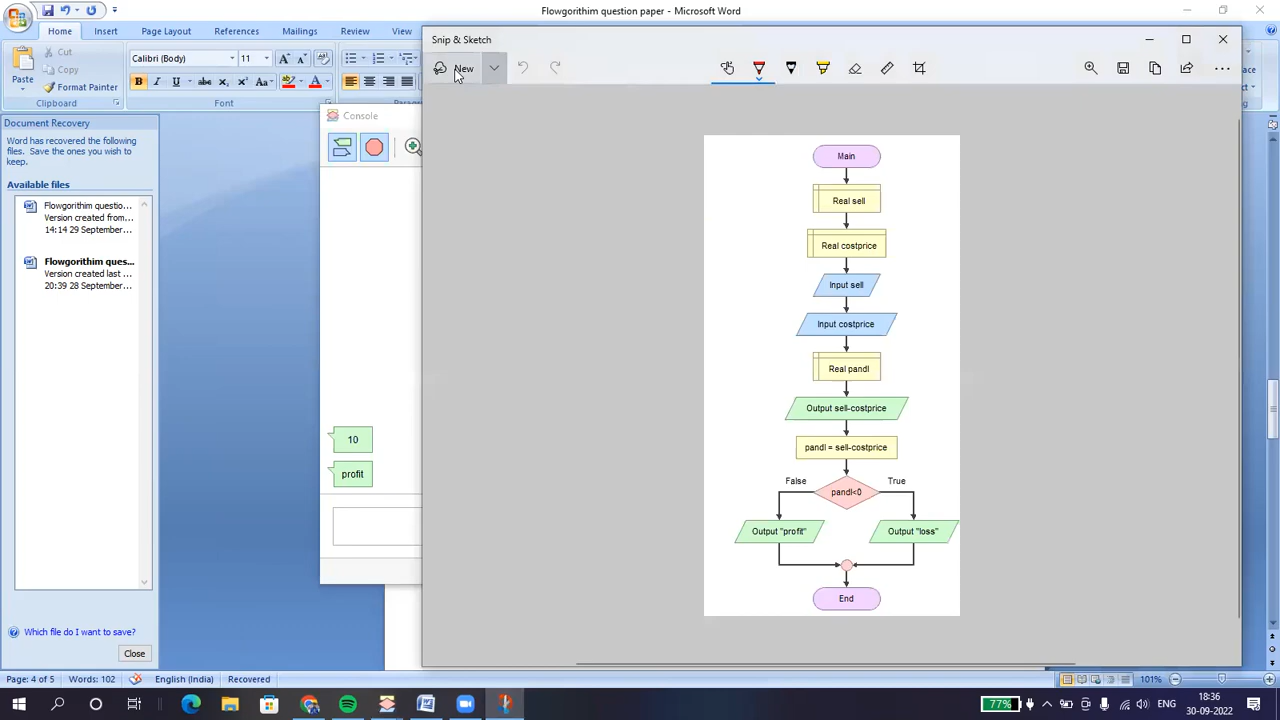 Flowgorithim question paper - Microsoft Word
Home
Insert
Page Layout
References
Mailings
Review
View
Paste
Cut
Copy
Format Painter
Clipboard
Calibri (Body)
11
B I U
Font
Document Recovery
Word has recovered the following
files. Save the ones you wish to
keep.
Available files
Flowgorithim questio...
Version created from...
14:14 29 September...
Flowgorithim ques...
Version created last ...
20:39 28 September...
Which file do I want to save?
Close
Console
10
profit
Snip & Sketch
New
Main
Real sell
Real costprice
Input sell
Input costprice
Real pandl
Output sell-costprice
pandl = sell-costprice
False
pandl<0
True
Output "profit"
Output "loss"
End
Page: 4 of 5
Words: 102
English (India)
Recovered
101%
77%
ENG
18:36
30-09-2022